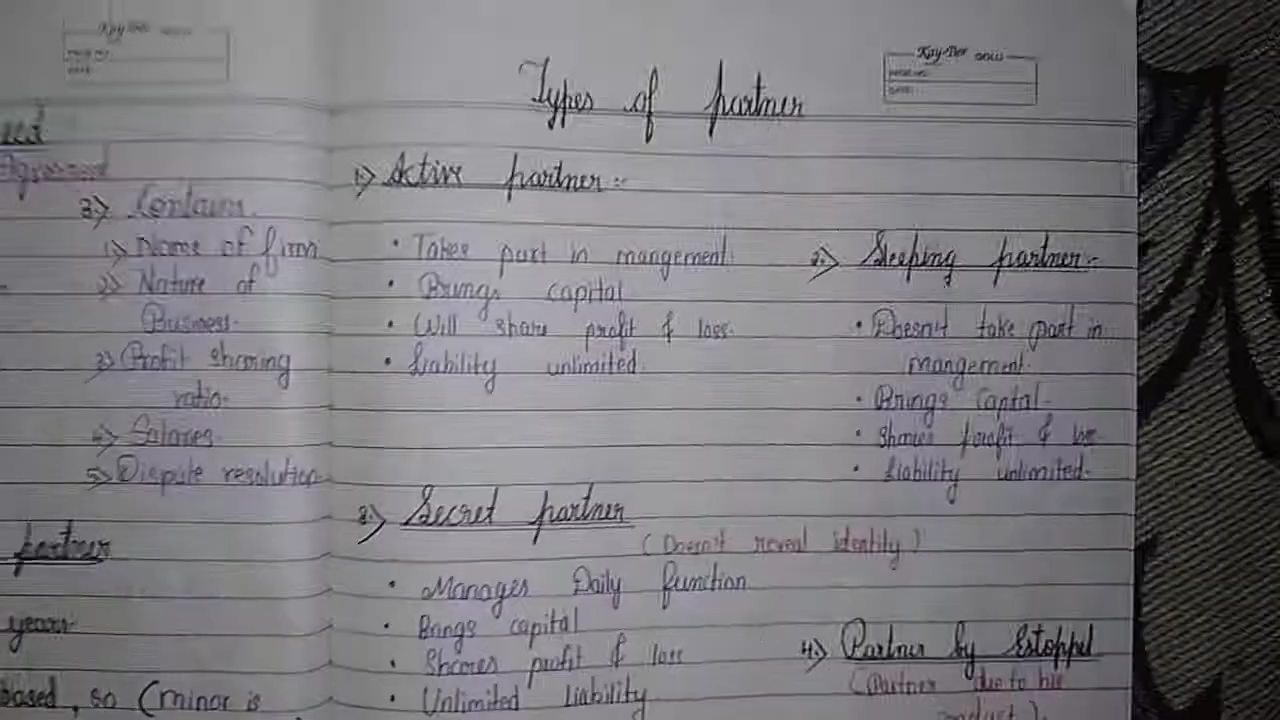 Types of partner
ced
Agreement
3) Contains
1) Name of firm
2) Nature of
Business.
3) Profit sharing
ratio.
4) Salaries
5) Dispute resolution
partner
years
based, so (minor is
1) Active partner :-
• Takes part in mangement.
• Brings capital
• Will share profit & loss.
• Liability unlimited.
2) Sleeping partner:-
• Doesn't take part in
mangement.
• Brings Capital.
• Shares profit & loss
• Liability unlimited.
3) Secret partner
(Doesn't reveal identity)
• Manages Daily function
• Brings capital
• Shares profit & loss
• Unlimited liability
4) Partner by Estoppel
(Partner due to his
conduct)